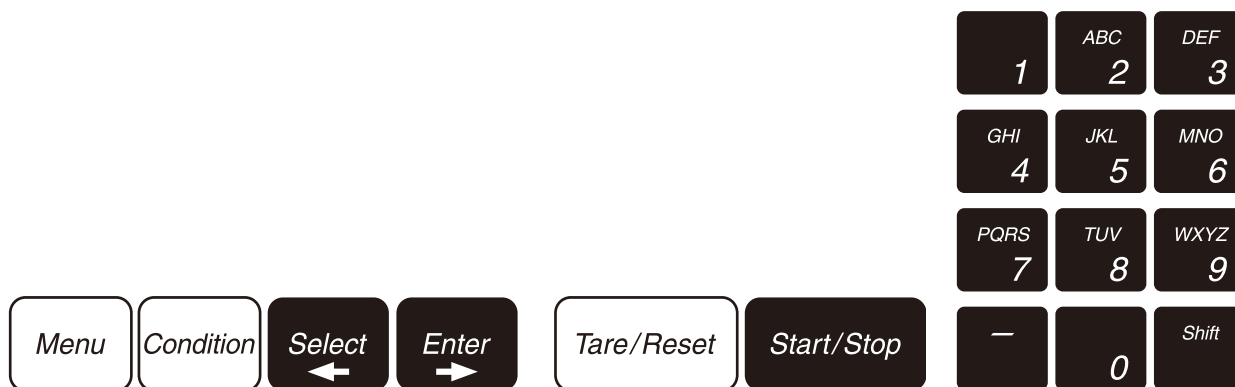 1
ABC
2
DEF
3
GHI
4
JKL
5
MNO
6
PQRS
7
TUV
8
WXYZ
9
Menu
Condition
Select
←
Enter
→
Tare/Reset
Start/Stop
—
0
Shift